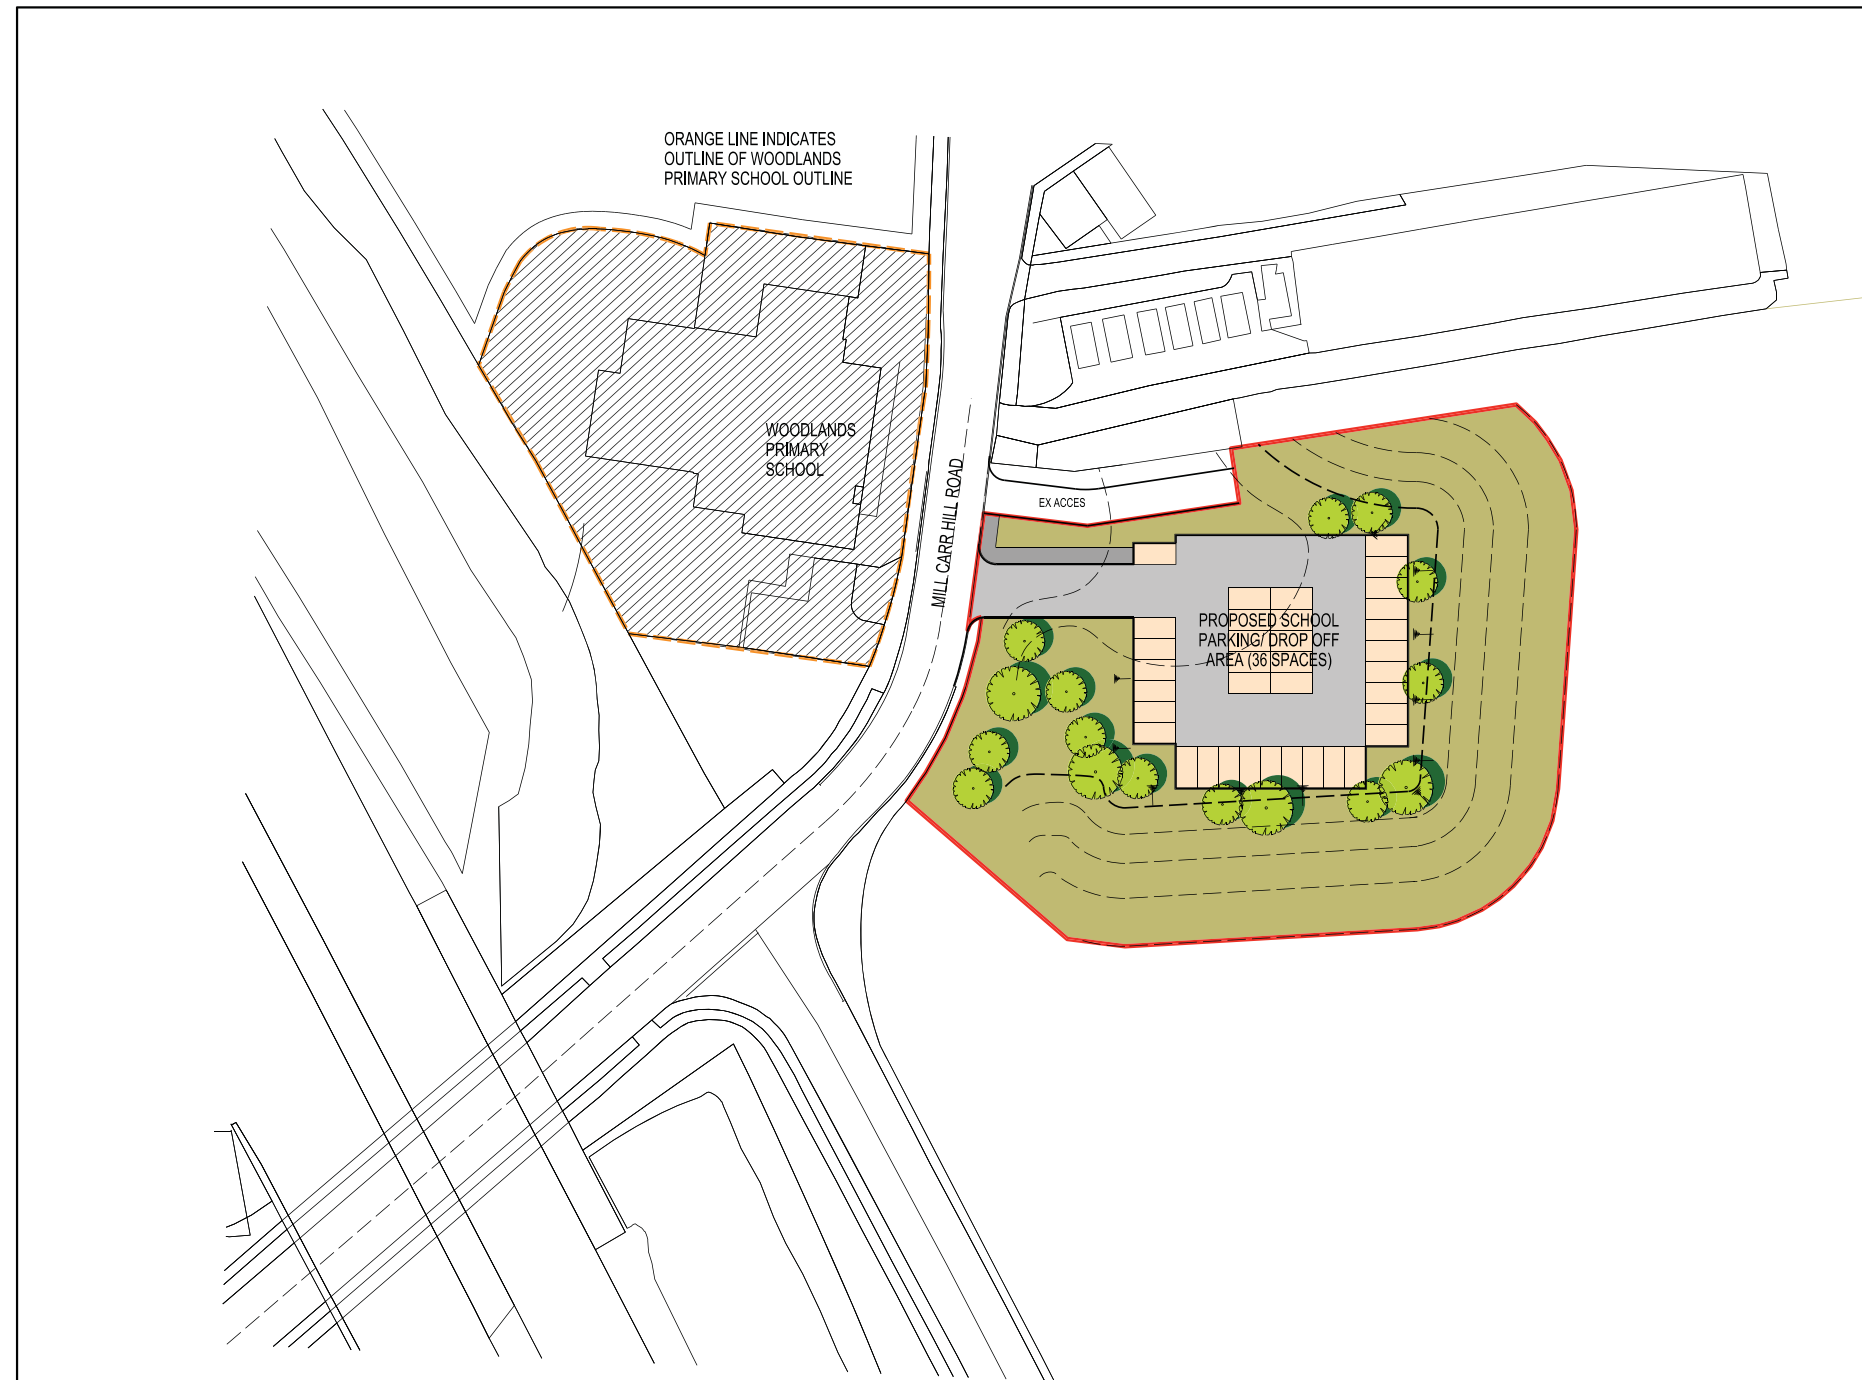 ORANGE LINE INDICATES
OUTLINE OF WOODLANDS
PRIMARY SCHOOL OUTLINE
WOODLANDS
PRIMARY
SCHOOL
MILL CARR HILL ROAD
EX ACCES
PROPOSED SCHOOL
PARKING/ DROP OFF
AREA (36 SPACES)